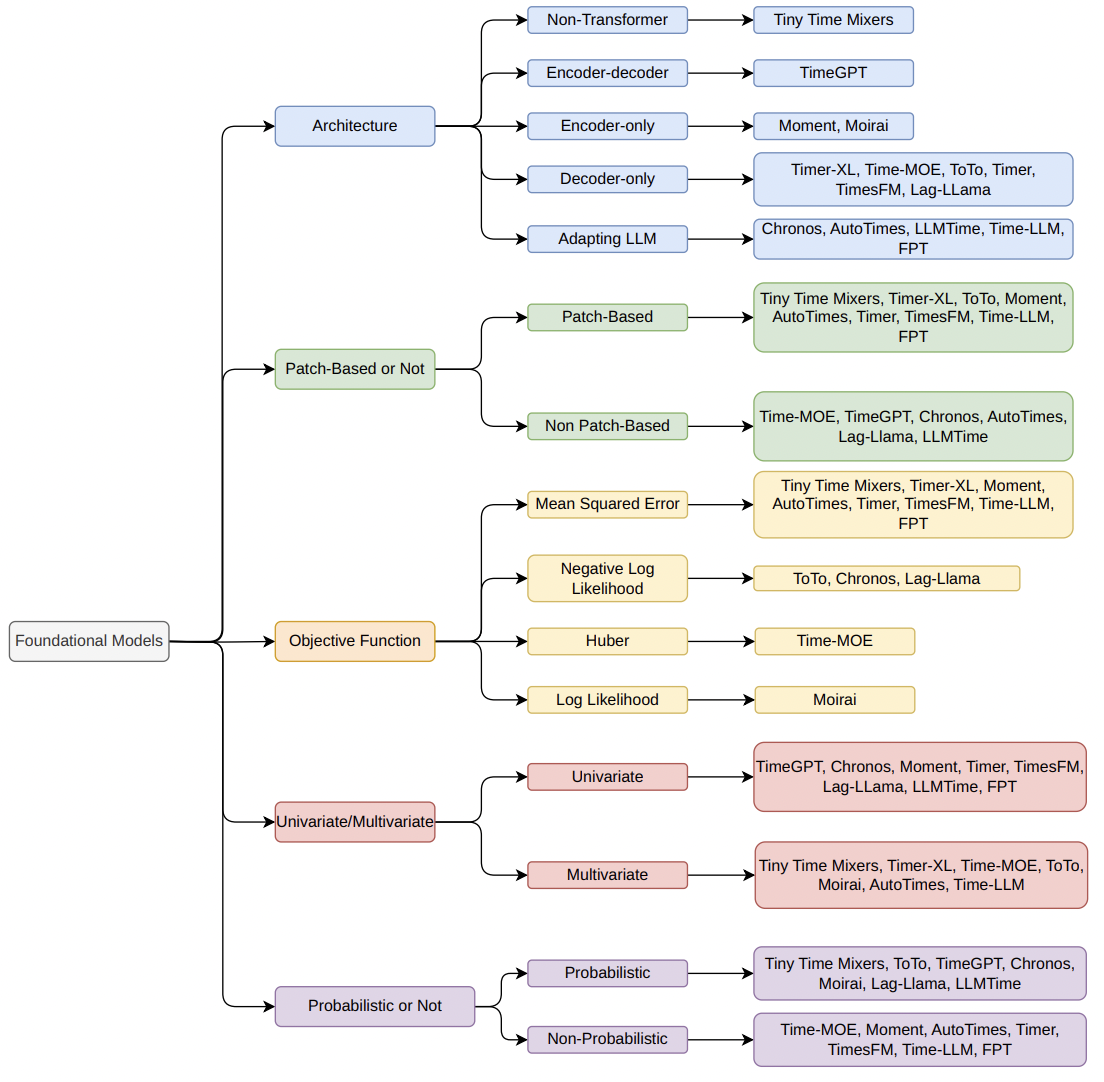 Foundational Models
Architecture
Non-Transformer
Tiny Time Mixers
Encoder-decoder
TimeGPT
Encoder-only
Moment, Moirai
Decoder-only
Timer-XL, Time-MOE, ToTo, Timer,
TimesFM, Lag-LLama
Adapting LLM
Chronos, AutoTimes, LLMTime, Time-LLM,
FPT
Patch-Based or Not
Patch-Based
Tiny Time Mixers, Timer-XL, ToTo, Moment,
AutoTimes, Timer, TimesFM, Time-LLM,
FPT
Non Patch-Based
Time-MOE, TimeGPT, Chronos, AutoTimes,
Lag-Llama, LLMTime
Objective Function
Mean Squared Error
Tiny Time Mixers, Timer-XL, Moment,
AutoTimes, Timer, TimesFM, Time-LLM,
FPT
Negative Log
Likelihood
ToTo, Chronos, Lag-Llama
Huber
Time-MOE
Log Likelihood
Moirai
Univariate/Multivariate
Univariate
TimeGPT, Chronos, Moment, Timer, TimesFM,
Lag-LLama, LLMTime, FPT
Multivariate
Tiny Time Mixers, Timer-XL, Time-MOE, ToTo,
Moirai, AutoTimes, Time-LLM
Probabilistic or Not
Probabilistic
Tiny Time Mixers, ToTo, TimeGPT, Chronos,
Moirai, Lag-Llama, LLMTime
Non-Probabilistic
Time-MOE, Moment, AutoTimes, Timer,
TimesFM, Time-LLM, FPT